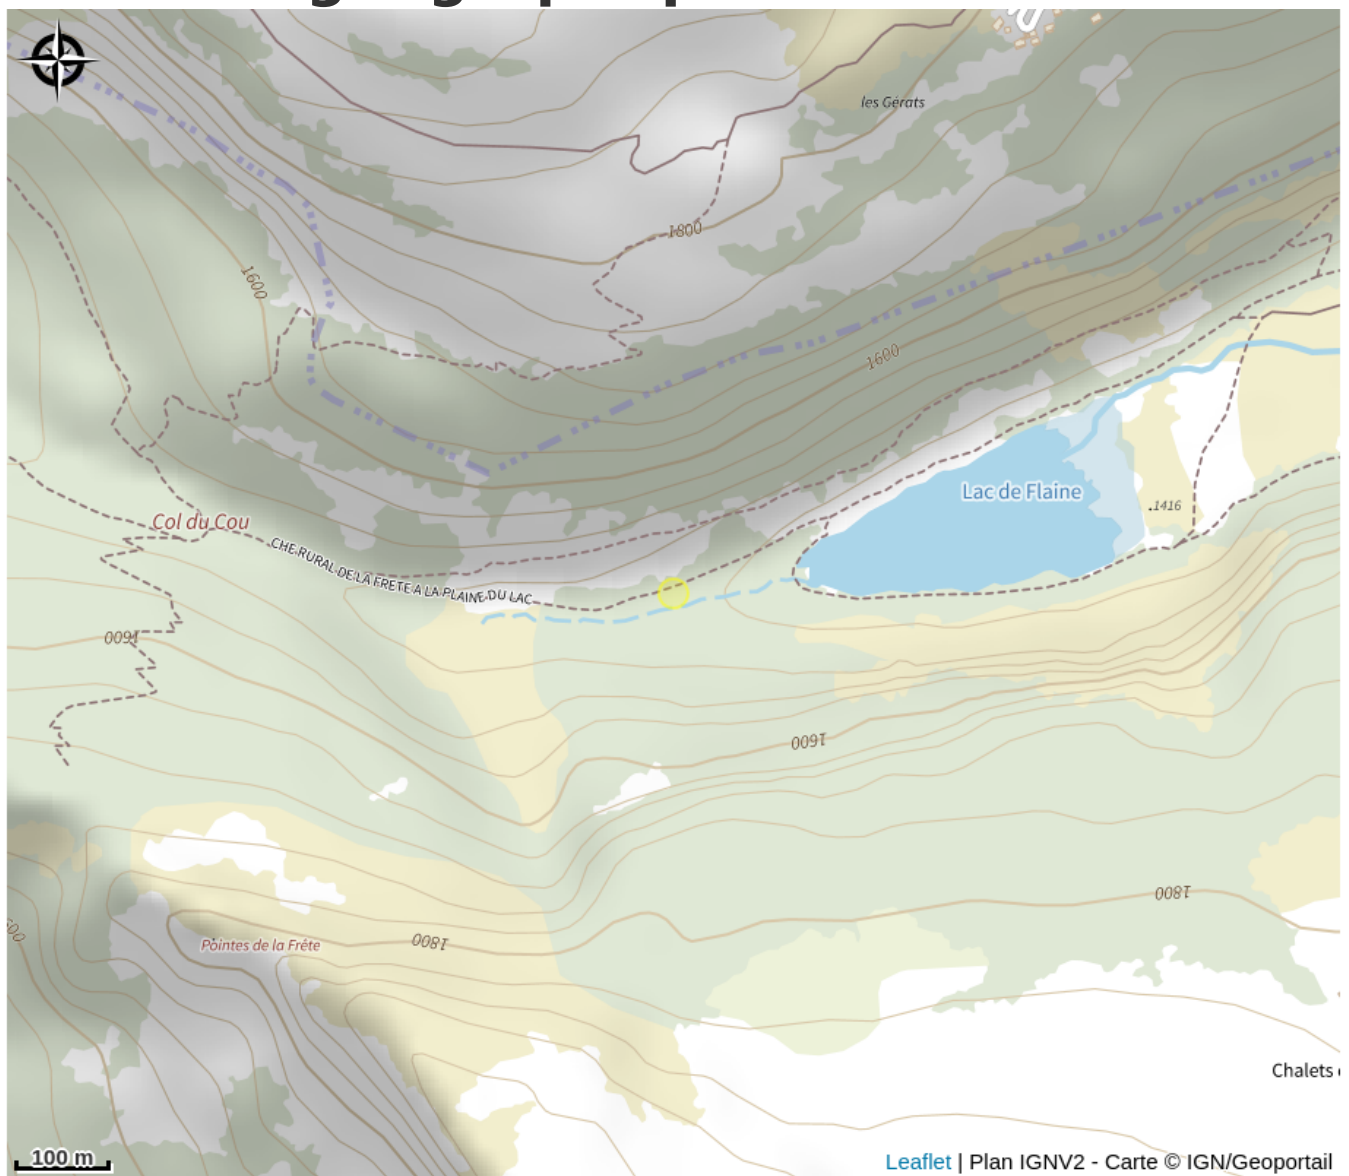 les Gérats
1800
1600
1600
Lac de Flaine
.1416
Col du Cou
CHE RURAL DE LA FRETE A LA PLAINE DU LAC
1600
1600
1800
Pointes de la Frête
1800
Chalets
100 m
Leaflet | Plan IGNV2 - Carte © IGN/Geoportail